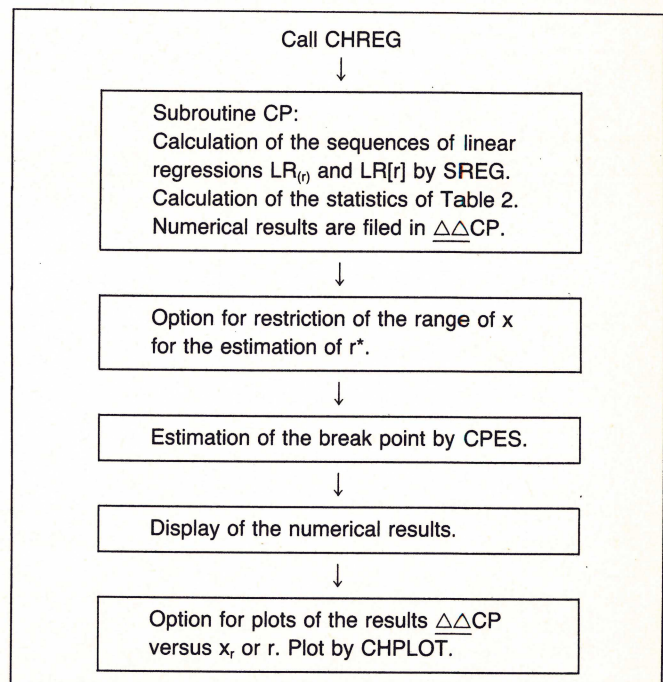 Call CHREG
↓
Subroutine CP:
Calculation of the sequences of linear
regressions LR₍ᵣ₎ and LR[r] by SREG.
Calculation of the statistics of Table 2.
Numerical results are filed in △△CP.
↓
Option for restriction of the range of x
for the estimation of r*.
↓
Estimation of the break point by CPES.
↓
Display of the numerical results.
↓
Option for plots of the results △△CP
versus xᵣ or r. Plot by CHPLOT.